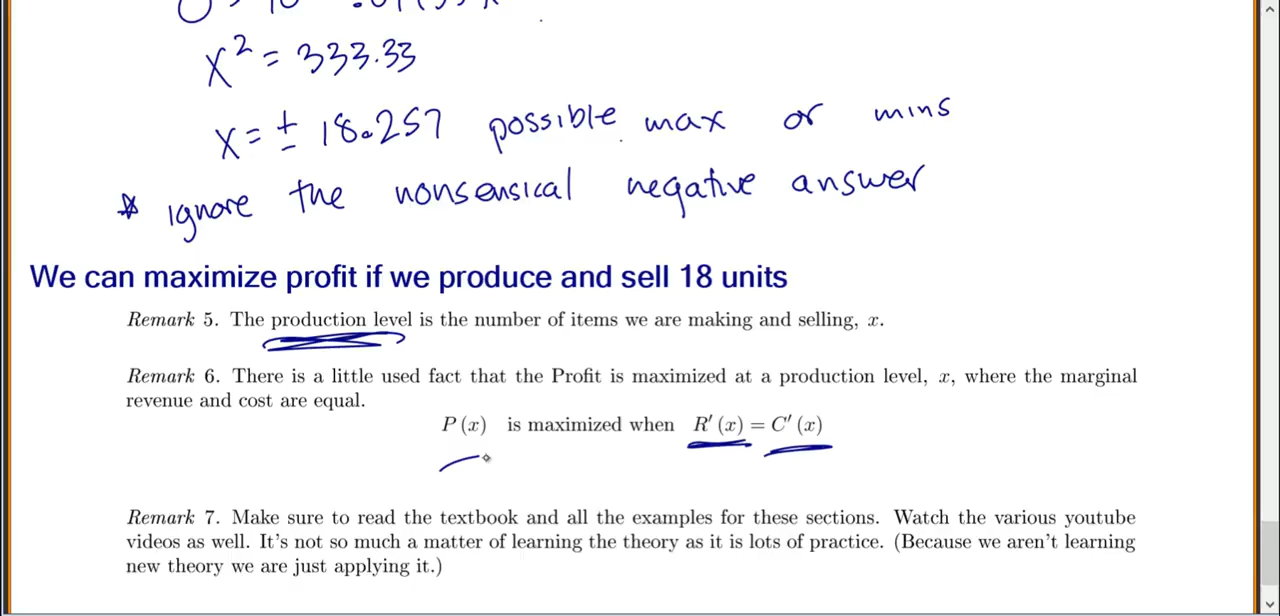 x² = 333.33
x = ± 18.257 possible max or mins
* ignore the nonsensical negative answer
We can maximize profit if we produce and sell 18 units
Remark 5. The production level is the number of items we are making and selling, x.
Remark 6. There is a little used fact that the Profit is maximized at a production level, x, where the marginal
revenue and cost are equal.
P (x) is maximized when R′ (x) = C′ (x)
Remark 7. Make sure to read the textbook and all the examples for these sections. Watch the various youtube
videos as well. It's not so much a matter of learning the theory as it is lots of practice. (Because we aren't learning
new theory we are just applying it.)